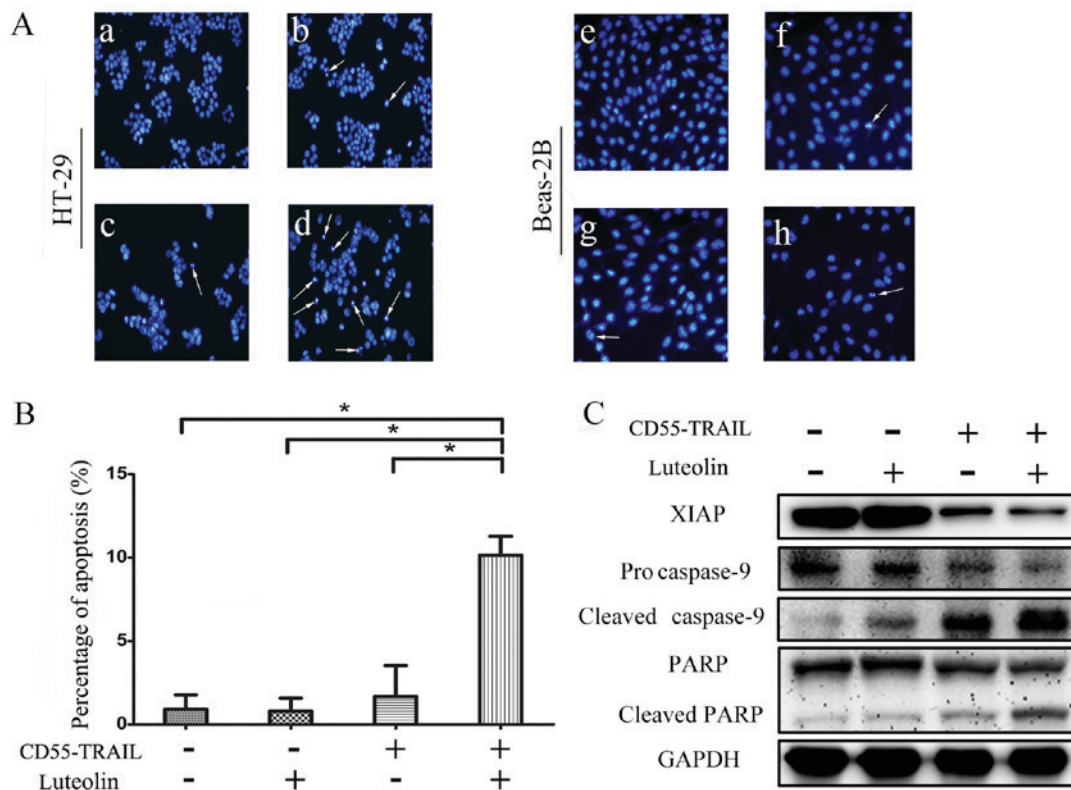 A
HT-29
a
b
c
d
Beas-2B
e
f
g
h
B
* 
*
*
Percentage of apoptosis (%)
15
10
5
0
CD55-TRAIL - - + +
Luteolin - + - +
C
CD55-TRAIL - - + +
Luteolin - + - +
XIAP
Pro caspase-9
Cleaved caspase-9
PARP
Cleaved PARP
GAPDH